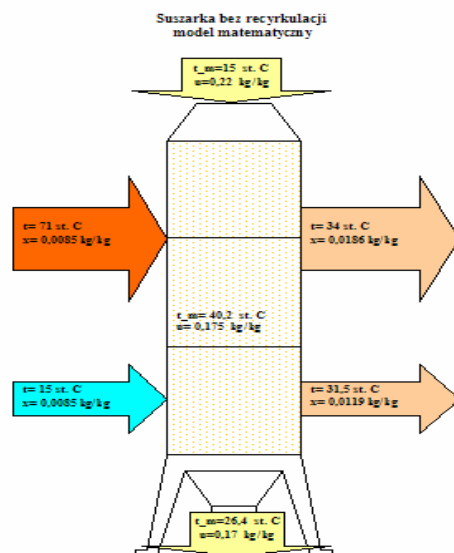 Suszarka bez recyrkulacji
model matematyczny
t_m=15 st. C
u=0,22 kg/kg
t= 71 st. C
x= 0,0085 kg/kg
t= 34 st. C
x= 0,0186 kg/kg
t_m= 40,2 st. C
u= 0,175 kg/kg
t= 15 st. C
x= 0,0085 kg/kg
t= 31,5 st. C
x= 0,0119 kg/kg
t_m=26,4 st. C
u=0,17 kg/kg